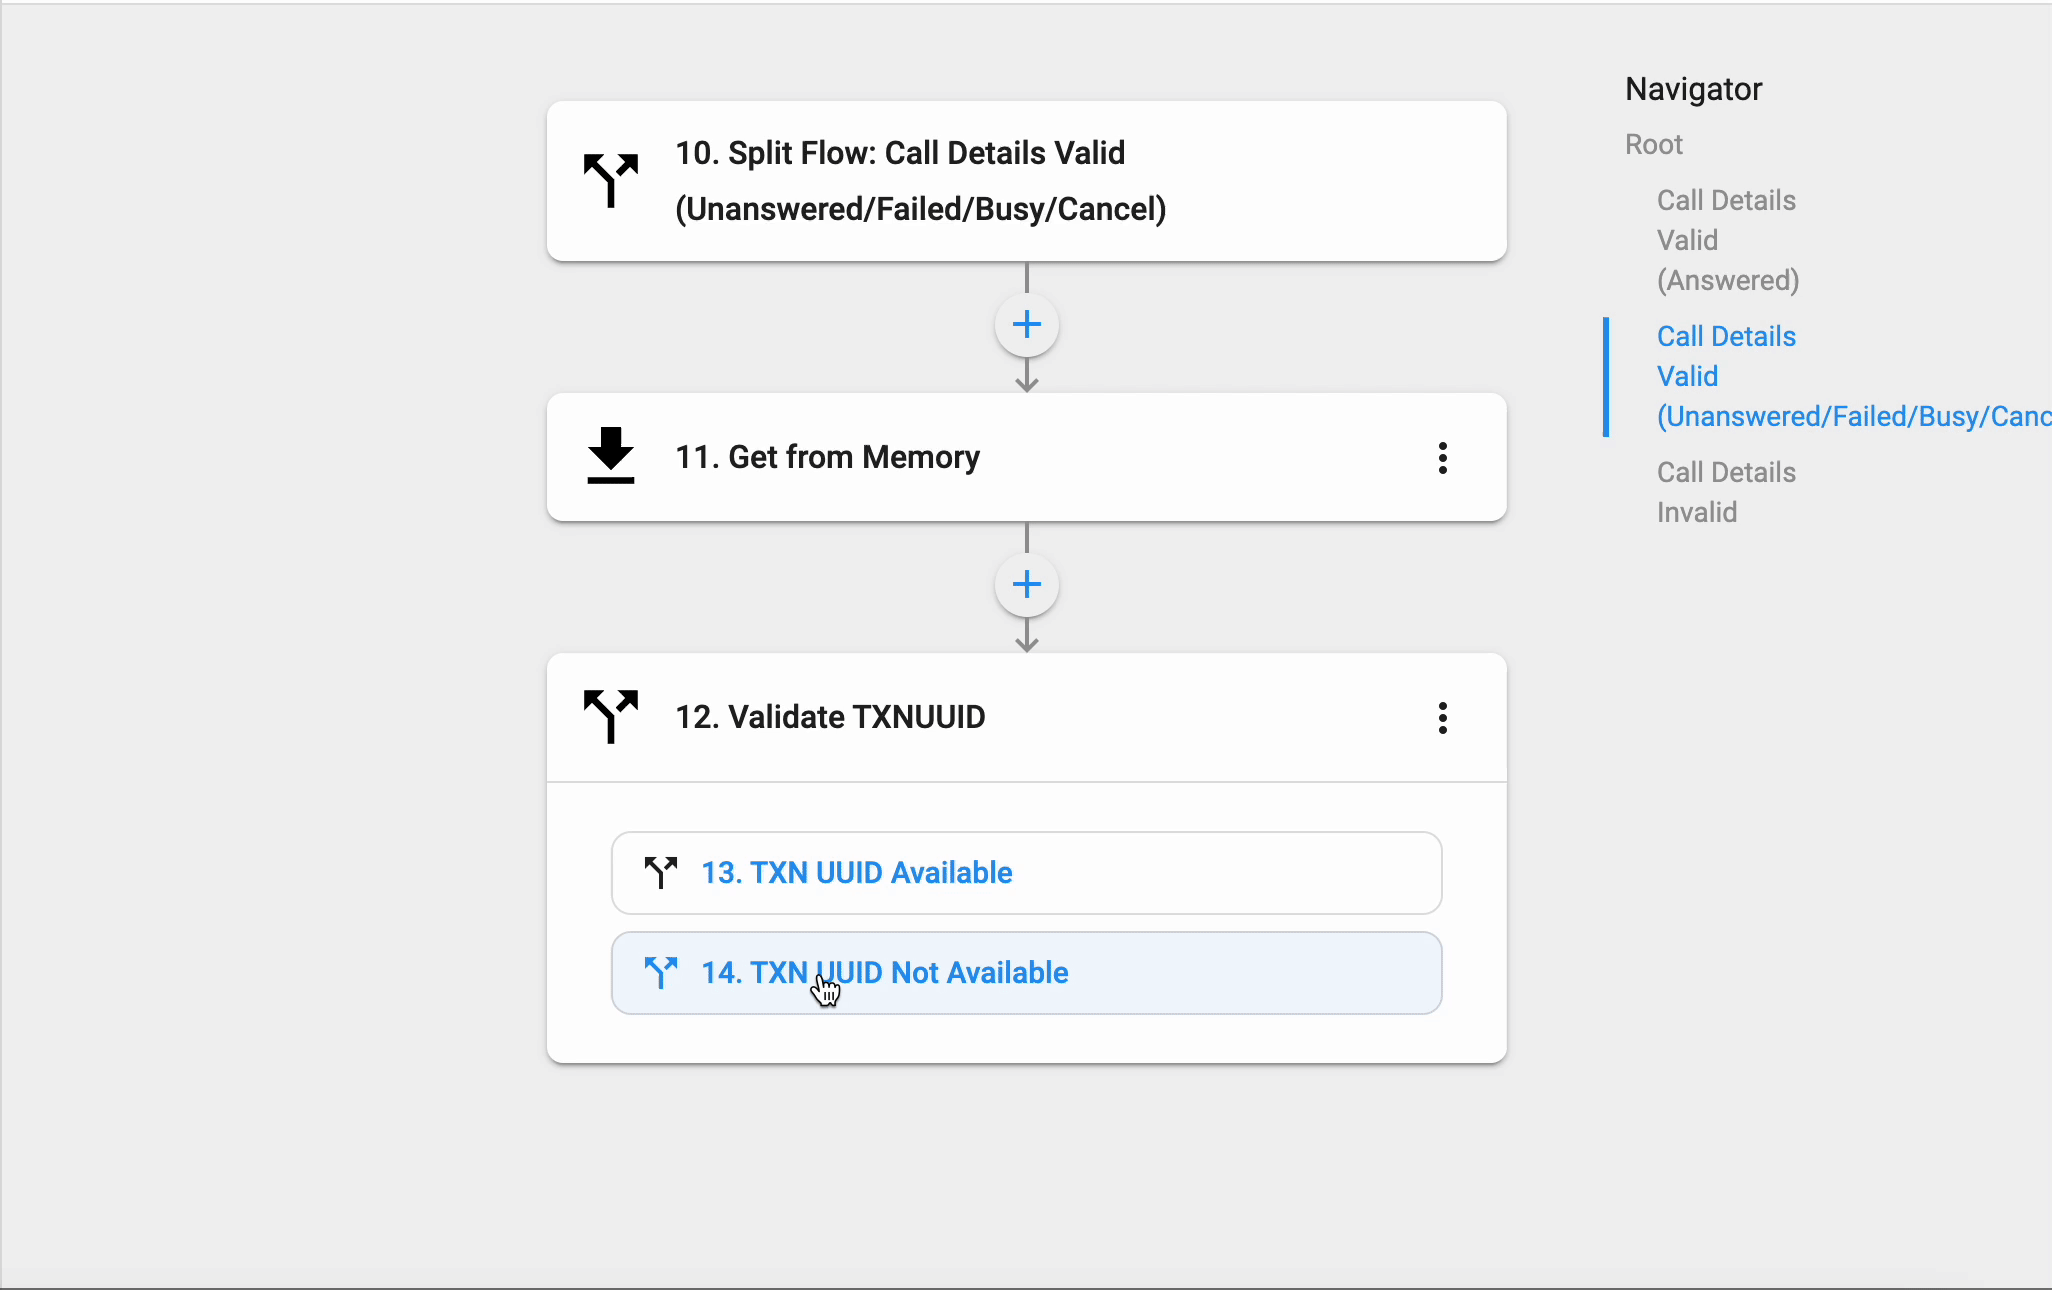 10. Split Flow: Call Details Valid
(Unanswered/Failed/Busy/Cancel)
11. Get from Memory
12. Validate TXNUUID
13. TXN UUID Available
14. TXN UUID Not Available
Navigator
Root
Call Details
Valid
(Answered)
Call Details
Valid
(Unanswered/Failed/Busy/Canc
Call Details
Invalid